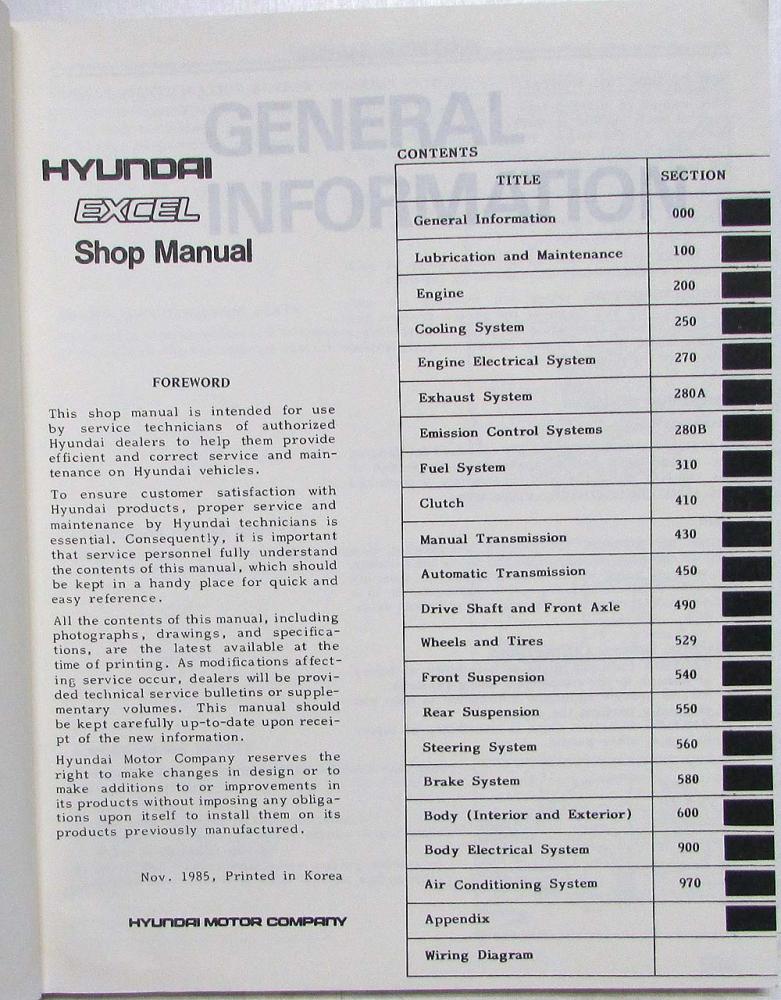 HYUNDAI
EXCEL
Shop Manual
FOREWORD
This shop manual is intended for use
by service technicians of authorized
Hyundai dealers to help them provide
efficient and correct service and main-
tenance on Hyundai vehicles.
To ensure customer satisfaction with
Hyundai products, proper service and
maintenance by Hyundai technicians is
essential. Consequently, it is important
that service personnel fully understand
the contents of this manual, which should
be kept in a handy place for quick and
easy reference.
All the contents of this manual, including
photographs, drawings, and specifica-
tions, are the latest available at the
time of printing. As modifications affect-
ing service occur, dealers will be provi-
ded technical service bulletins or supple-
mentary volumes. This manual should
be kept carefully up-to-date upon recei-
pt of the new information.
Hyundai Motor Company reserves the
right to make changes in design or to
make additions to or improvements in
its products without imposing any obliga-
tions upon itself to install them on its
products previously manufactured.
Nov. 1985, Printed in Korea
HYUNDAI MOTOR COMPANY
GENERAL
INFORMATION
CONTENTS
TITLE SECTION
General Information 000
Lubrication and Maintenance 100
Engine 200
Cooling System 250
Engine Electrical System 270
Exhaust System 280A
Emission Control Systems 280B
Fuel System 310
Clutch 410
Manual Transmission 430
Automatic Transmission 450
Drive Shaft and Front Axle 490
Wheels and Tires 529
Front Suspension 540
Rear Suspension 550
Steering System 560
Brake System 580
Body (Interior and Exterior) 600
Body Electrical System 900
Air Conditioning System 970
Appendix
Wiring Diagram